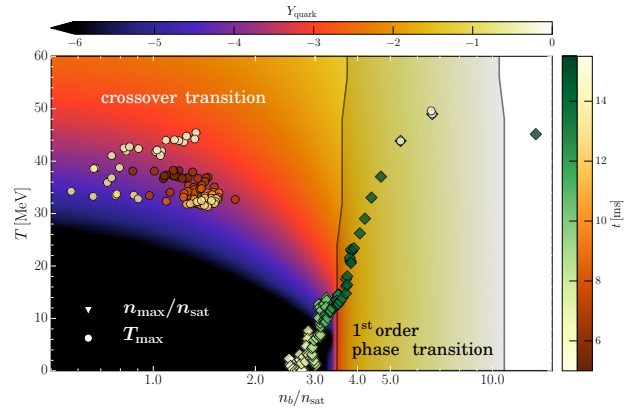 Y_quark
−6 −5 −4 −3 −2 −1 0
60
50
40
30
20
10
0
T [MeV]
crossover transition
n_max/n_sat
T_max
1^st order
phase transition
1.0 2.0 3.0 4.0 5.0 10.0
n_b/n_sat
14
12
10
8
6
t [ms]